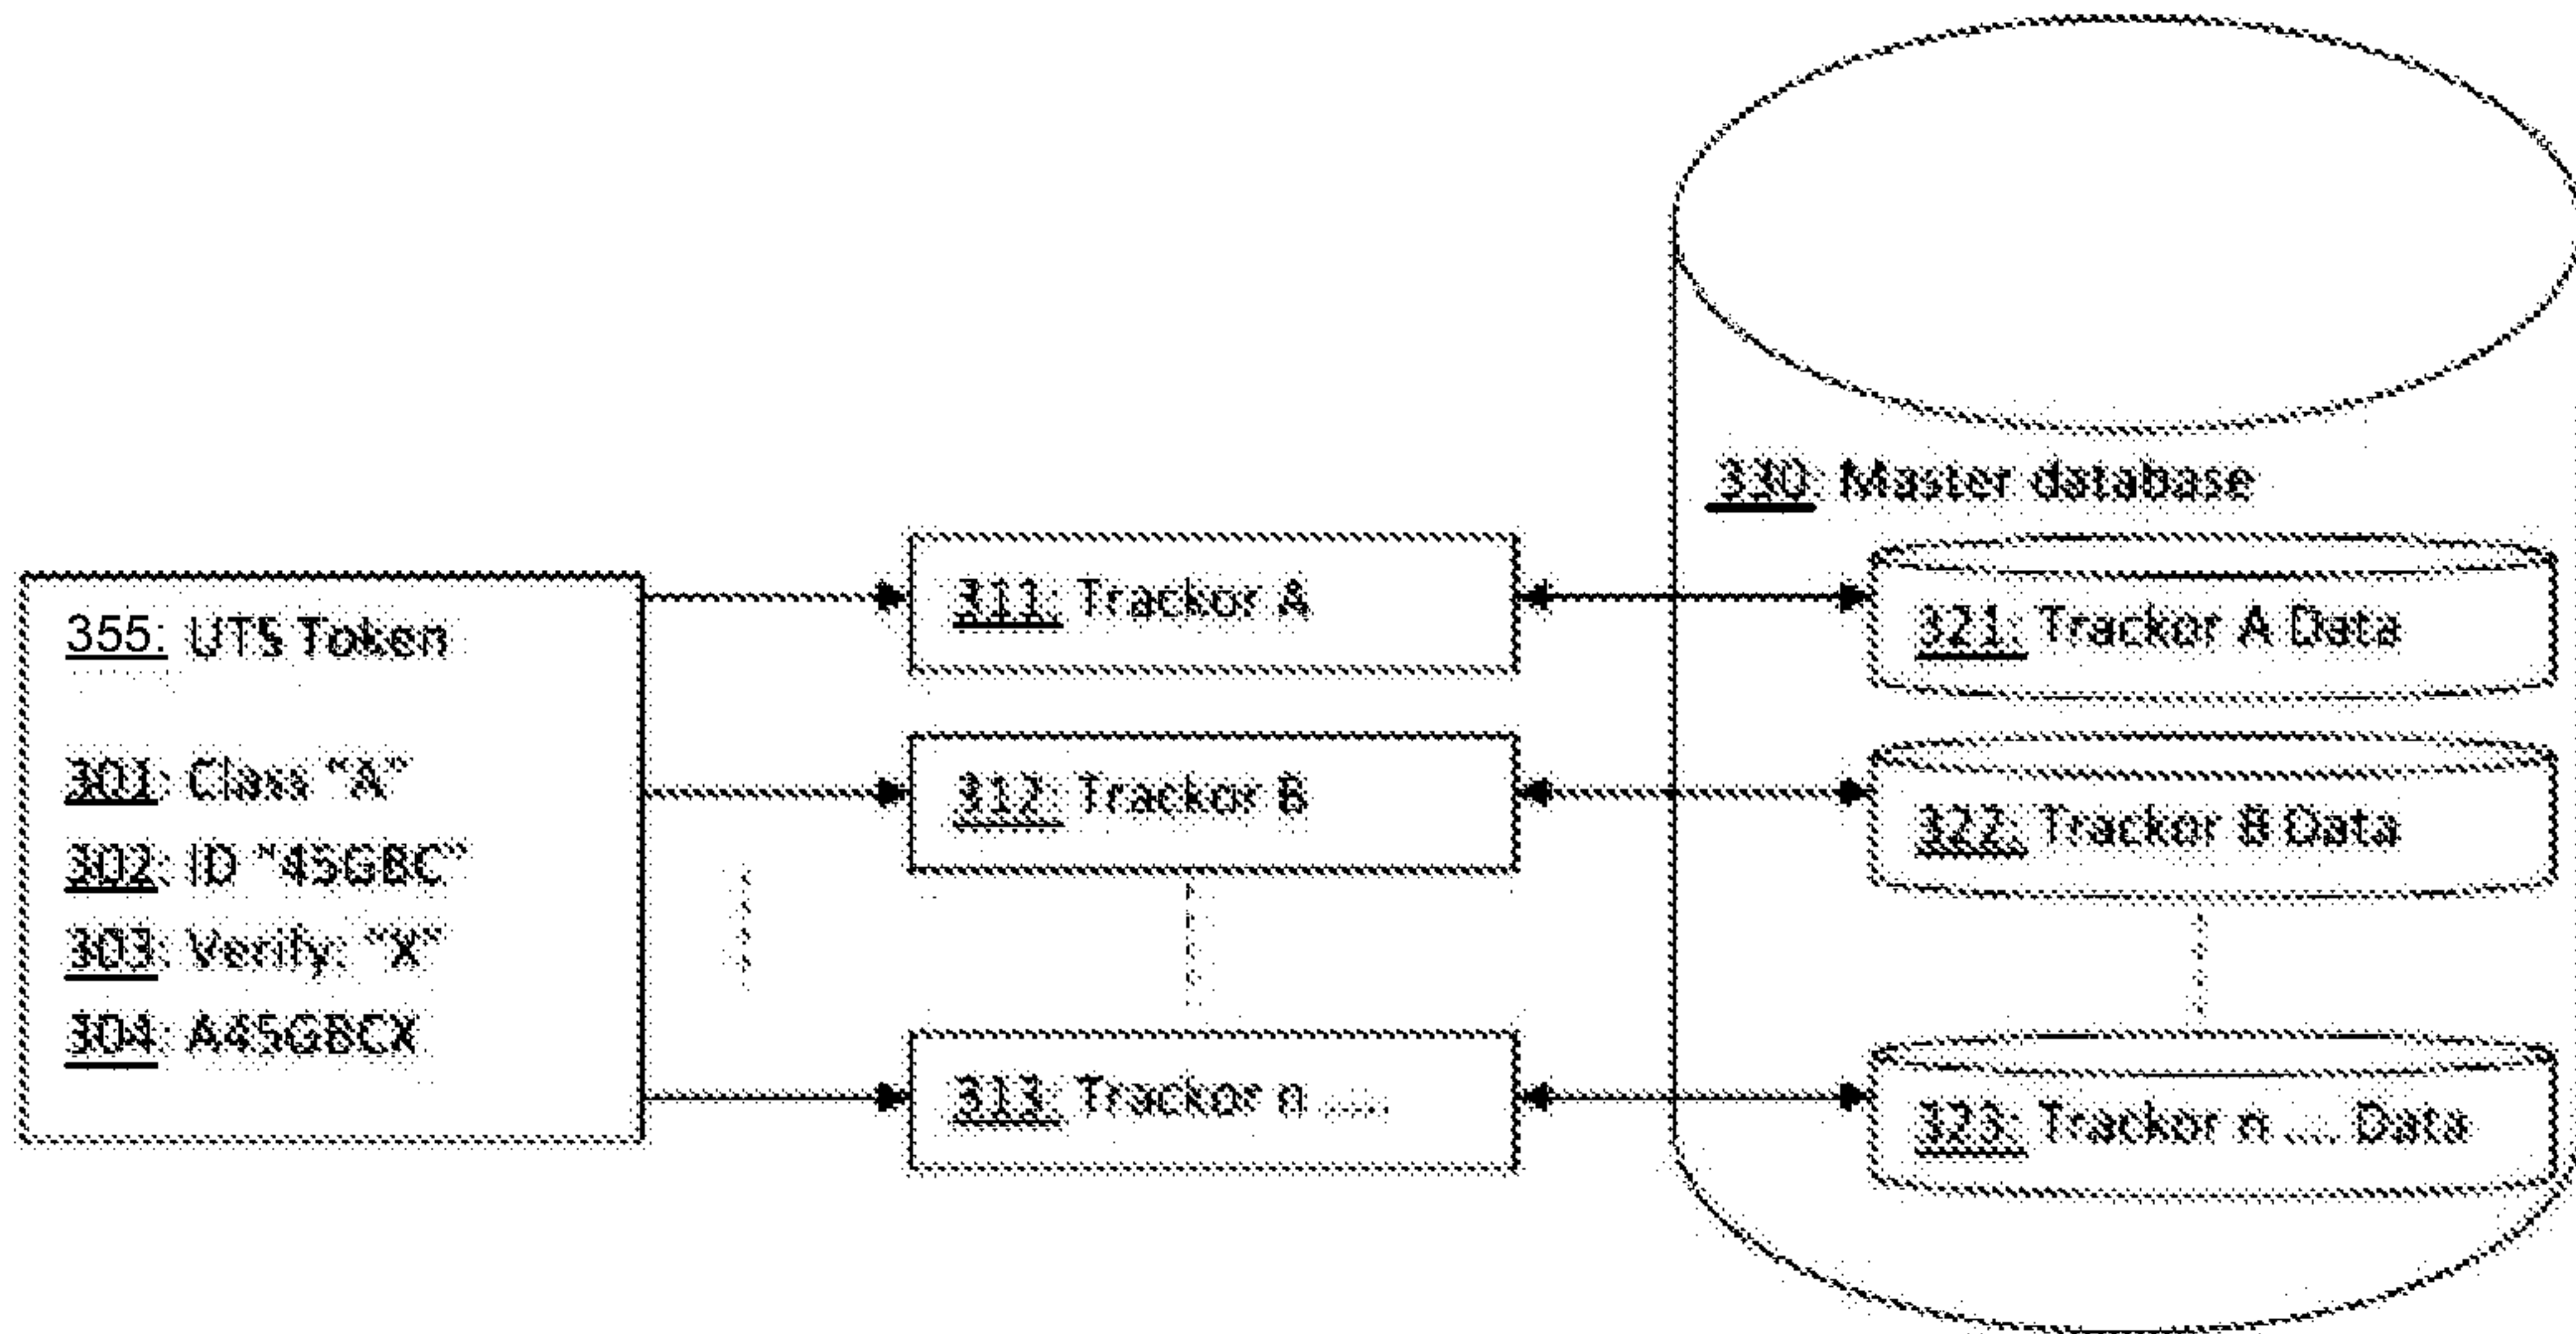 330: Master database
355: UTS Token
301: Class "A"
302: ID "45GBC"
303: Verify: "X"
304: A45GBCX
311: Trackor A
312: Trackor B
313: Trackor n ....
321: Trackor A Data
322: Trackor B Data
323: Trackor n .... Data